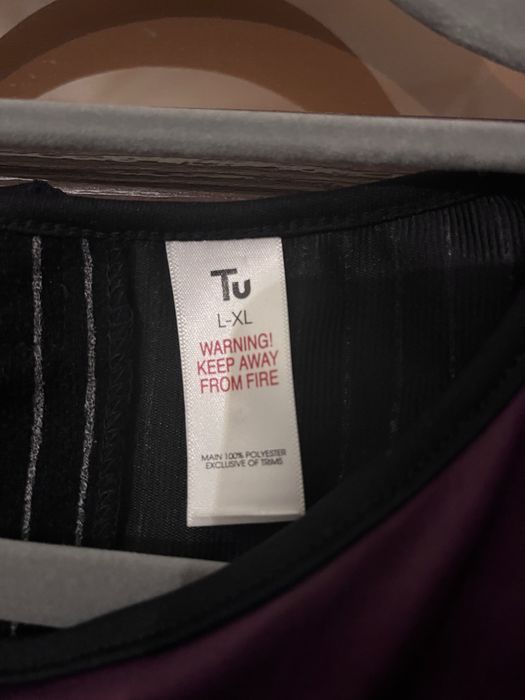 Tu
L-XL
WARNING!
KEEP AWAY
FROM FIRE
MAIN 100% POLYESTER
EXCLUSIVE OF TRIMS